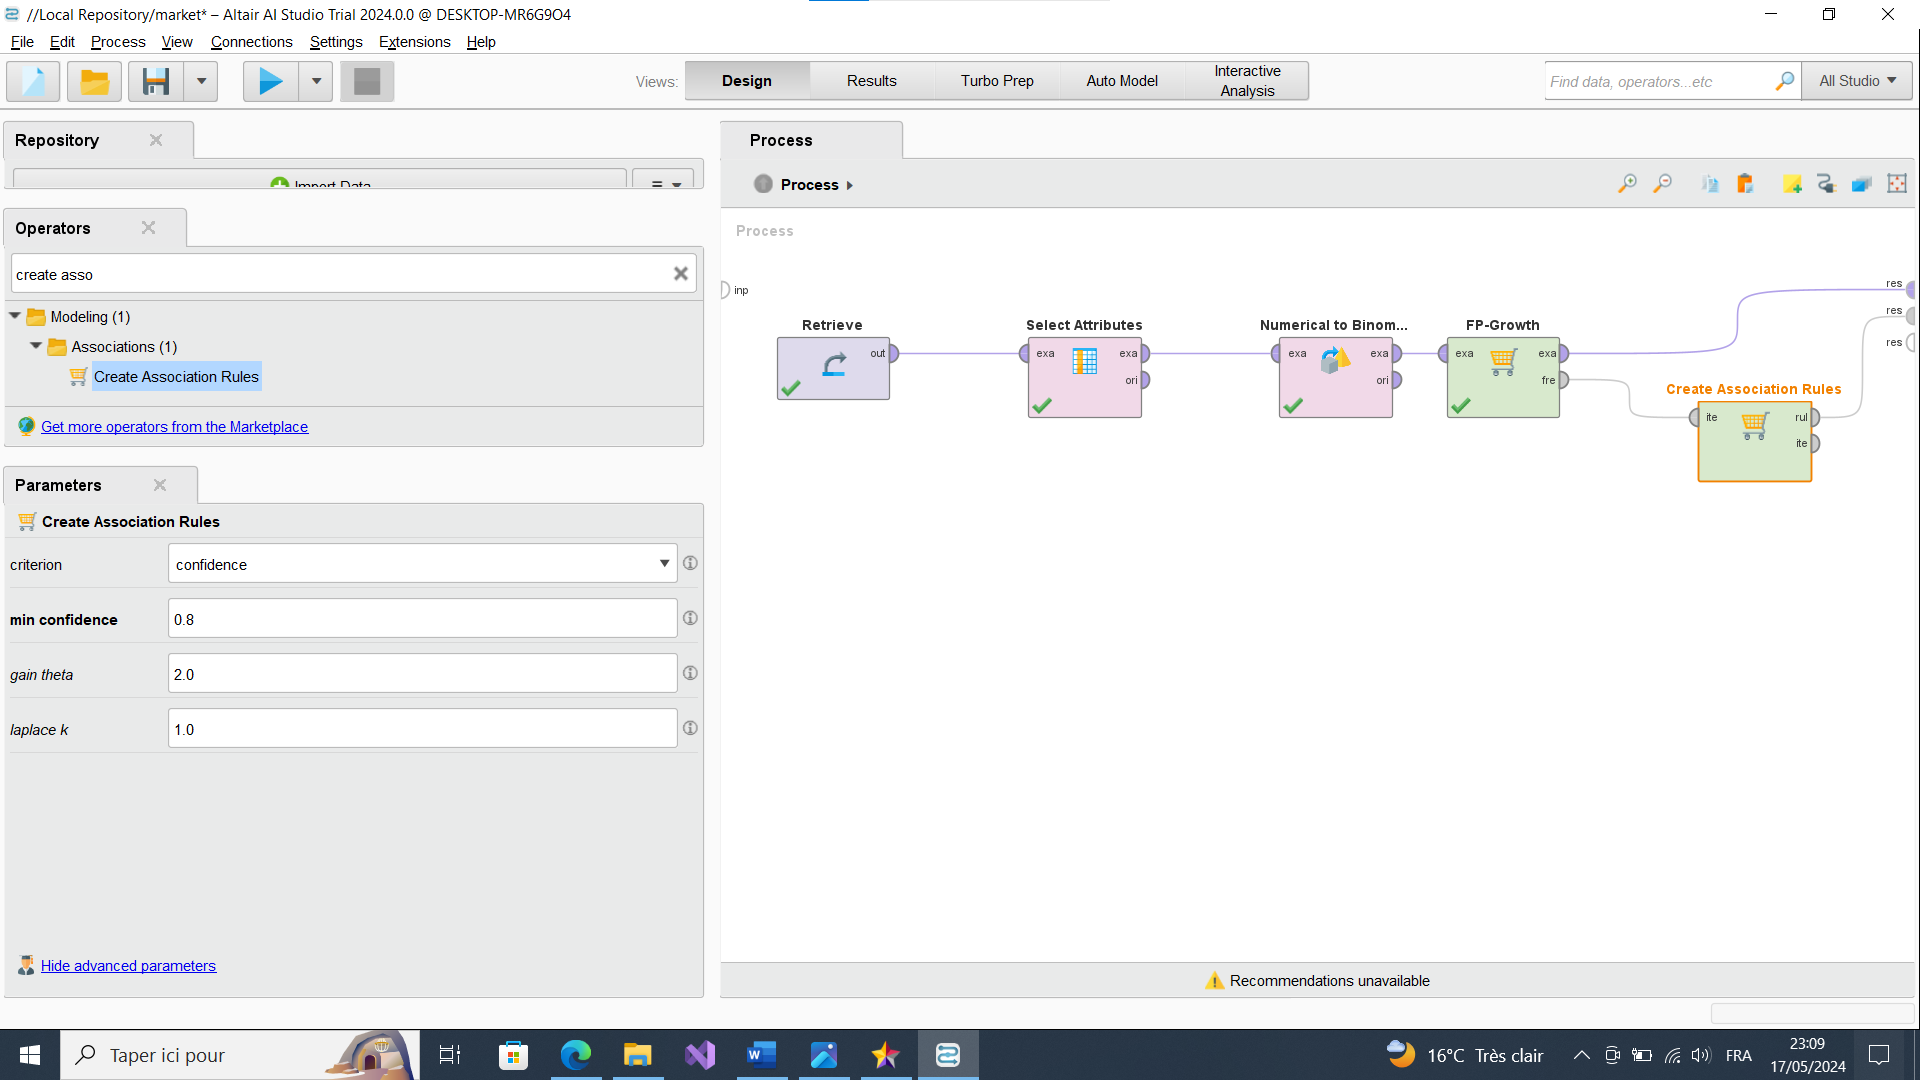 //Local Repository/market* – Altair AI Studio Trial 2024.0.0 @ DESKTOP-MR6G9O4
File Edit Process View Connections Settings Extensions Help
Views: Design Results Turbo Prep Auto Model Interactive Analysis
Find data, operators...etc All Studio
Repository
Import Data
Operators
create asso
Modeling (1)
Associations (1)
Create Association Rules
Get more operators from the Marketplace
Parameters
Create Association Rules
criterion confidence
min confidence 0.8
gain theta 2.0
laplace k 1.0
Hide advanced parameters
Process
Process
Process
inp
Retrieve
out
Select Attributes
exa exa
ori
Numerical to Binom...
exa exa
ori
FP-Growth
exa exa
fre
Create Association Rules
ite rul
ite
res
res
res
Recommendations unavailable
Taper ici pour
16°C Très clair
FRA
23:09
17/05/2024